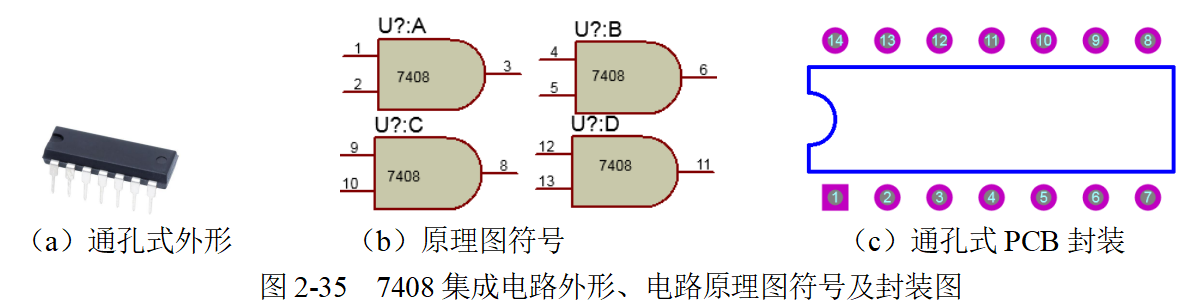 U?:A
1
2
7408
3
U?:B
4
5
7408
6
U?:C
9
10
7408
8
U?:D
12
13
7408
11
14 13 12 11 10 9 8
1 2 3 4 5 6 7
（a）通孔式外形
（b）原理图符号
（c）通孔式 PCB 封装
图 2-35 7408 集成电路外形、电路原理图符号及封装图